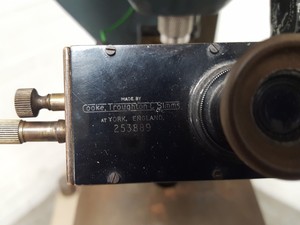 MADE BY
Cooke, Troughton & Simms
AT YORK, ENGLAND.
253889